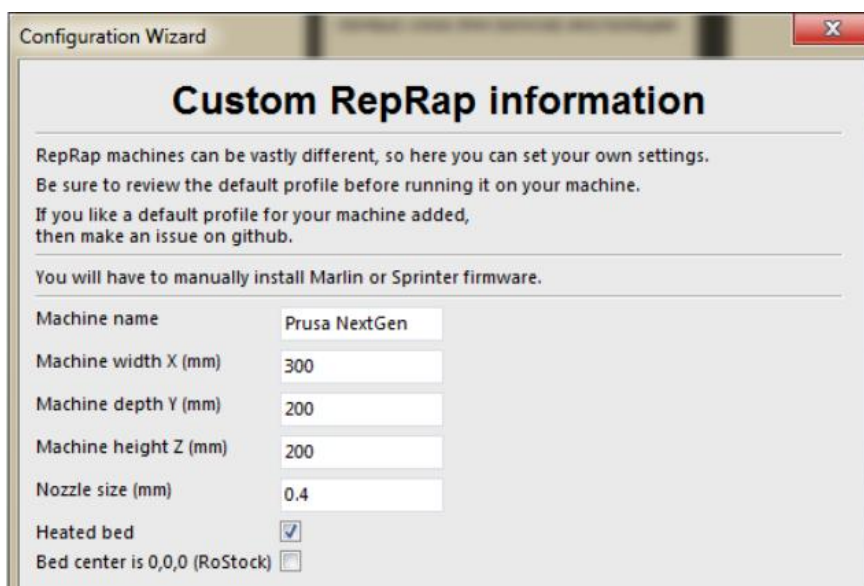 Configuration Wizard
Custom RepRap information
RepRap machines can be vastly different, so here you can set your own settings.
Be sure to review the default profile before running it on your machine.
If you like a default profile for your machine added,
then make an issue on github.
You will have to manually install Marlin or Sprinter firmware.
Machine name Prusa NextGen
Machine width X (mm) 300
Machine depth Y (mm) 200
Machine height Z (mm) 200
Nozzle size (mm) 0.4
Heated bed
Bed center is 0,0,0 (RoStock)